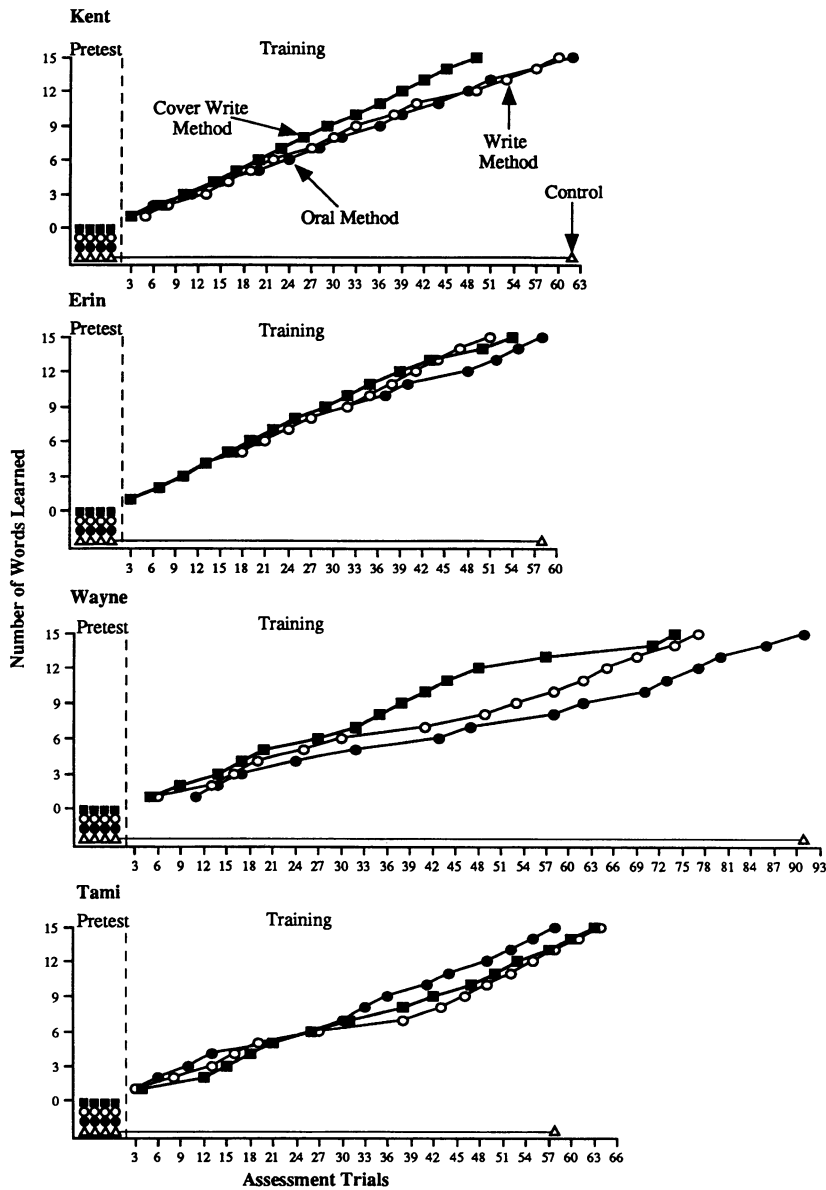 Kent
Pretest
Training
15
12
9
6
3
0
Cover Write
Method
Write
Method
Oral Method
Control
3 6 9 12 15 18 21 24 27 30 33 36 39 42 45 48 51 54 57 60 63
Erin
Pretest
Training
15
12
9
6
3
0
3 6 9 12 15 18 21 24 27 30 33 36 39 42 45 48 51 54 57 60
Number of Words Learned
Wayne
Pretest
Training
15
12
9
6
3
0
3 6 9 12 15 18 21 24 27 30 33 36 39 42 45 48 51 54 57 60 63 66 69 72 75 78 81 84 87 90 93
Tami
Pretest
Training
15
12
9
6
3
0
3 6 9 12 15 18 21 24 27 30 33 36 39 42 45 48 51 54 57 60 63 66
Assessment Trials